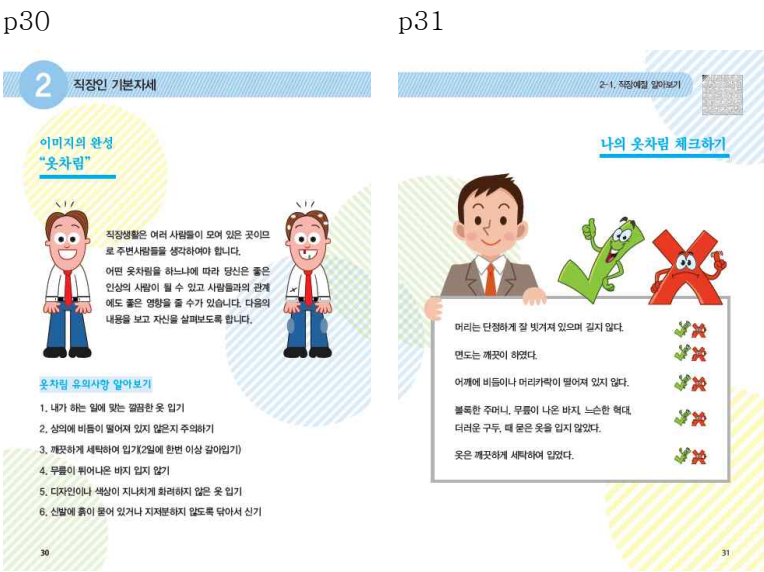 p30
2
직장인 기본자세
이미지의 완성
“옷차림”
직장생활은 여러 사람들이 모여 있은 곳이므
로 주변사람들을 생각하여야 합니다.
어떤 옷차림을 하느냐에 따라 당신은 좋은
인상의 사람이 될 수 있고 사람들과의 관계
에도 좋은 영향을 줄 수가 있습니다. 다음의
내용을 보고 자신을 살펴보도록 합니다.
옷차림 유의사항 알아보기
1. 내가 하는 일에 맞는 깔끔한 옷 입기
2. 상의에 비듬이 떨어져 있지 않은지 주의하기
3. 깨끗하게 세탁하여 입기(2일에 한번 이상 갈아입기)
4. 무릎이 튀어나온 바지 입지 않기
5. 디자인이나 색상이 지나치게 화려하지 않은 옷 입기
6. 신발에 흙이 묻어 있거나 지저분하지 않도록 닦아서 신기
30
p31
2-1. 직장예절 알아보기
나의 옷차림 체크하기
머리는 단정하게 잘 빗겨져 있으며 길지 않다.
면도는 깨끗이 하였다.
어깨에 비듬이나 머리카락이 떨어져 있지 않다.
볼록한 주머니, 무릎이 나온 바지, 느슨한 혁대,
더러운 구두, 때 묻은 옷을 입지 않았다.
옷은 깨끗하게 세탁하여 입었다.
31